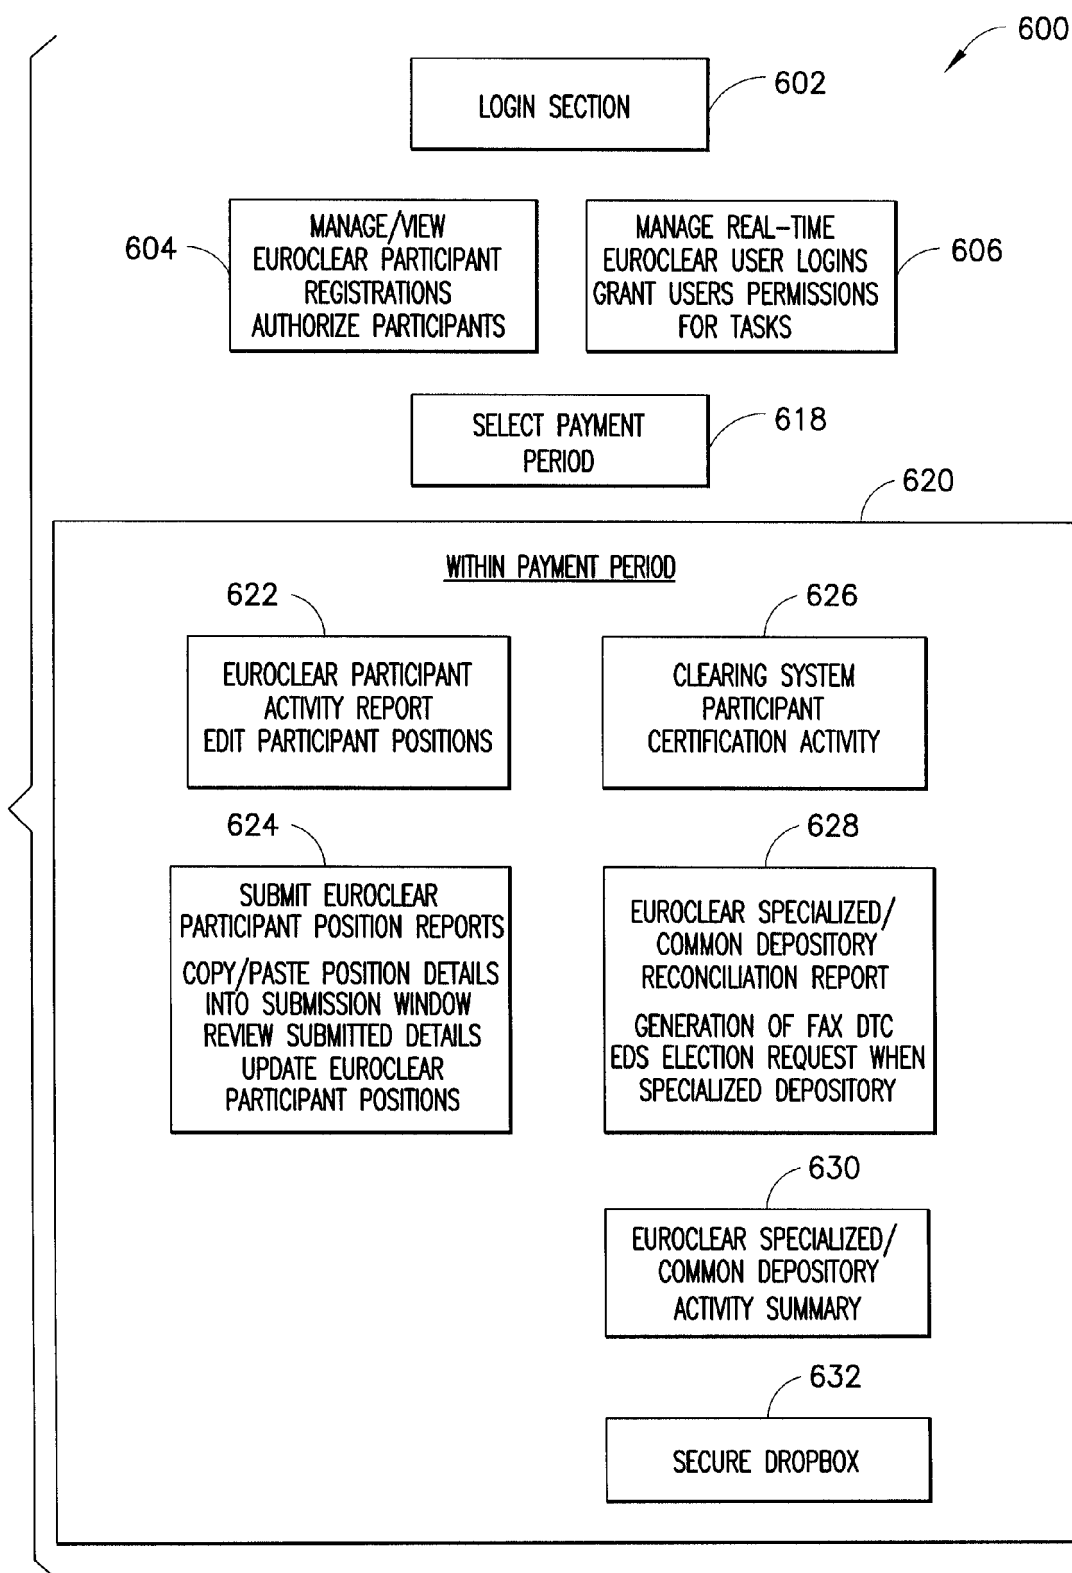 600
602
LOGIN SECTION
604
MANAGE/VIEW
EUROCLEAR PARTICIPANT
REGISTRATIONS
AUTHORIZE PARTICIPANTS
606
MANAGE REAL-TIME
EUROCLEAR USER LOGINS
GRANT USERS PERMISSIONS
FOR TASKS
618
SELECT PAYMENT
PERIOD
620
WITHIN PAYMENT PERIOD
622
EUROCLEAR PARTICIPANT
ACTIVITY REPORT
EDIT PARTICIPANT POSITIONS
626
CLEARING SYSTEM
PARTICIPANT
CERTIFICATION ACTIVITY
624
SUBMIT EUROCLEAR
PARTICIPANT POSITION REPORTS
COPY/PASTE POSITION DETAILS
INTO SUBMISSION WINDOW
REVIEW SUBMITTED DETAILS
UPDATE EUROCLEAR
PARTICIPANT POSITIONS
628
EUROCLEAR SPECIALIZED/
COMMON DEPOSITORY
RECONCILIATION REPORT
GENERATION OF FAX DTC
EDS ELECTION REQUEST WHEN
SPECIALIZED DEPOSITORY
630
EUROCLEAR SPECIALIZED/
COMMON DEPOSITORY
ACTIVITY SUMMARY
632
SECURE DROPBOX